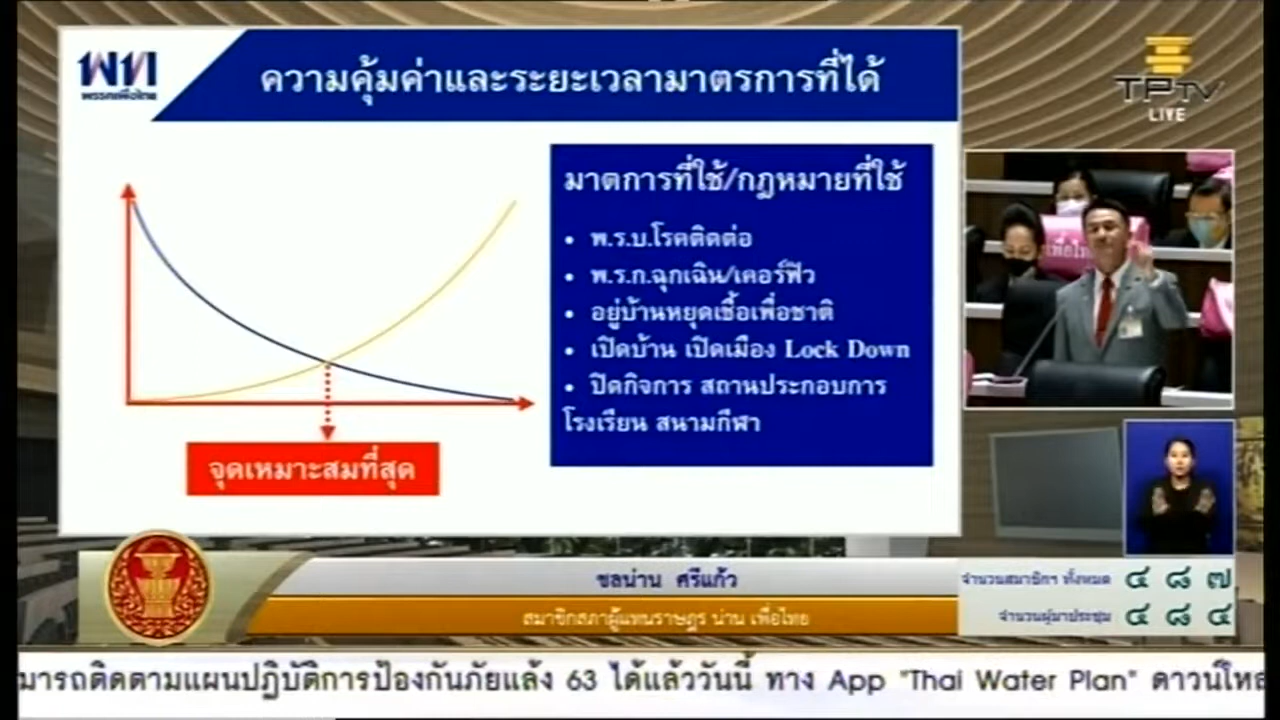 พท
พรรคเพื่อไทย
ความคุ้มค่าและระยะเวลามาตรการที่ได้
TPTV
LIVE
มาตการที่ใช้/กฎหมายที่ใช้
• พ.ร.บ.โรคติดต่อ
• พ.ร.ก.ฉุกเฉิน/เคอร์ฟิว
• อยู่บ้านหยุดเชื้อเพื่อชาติ
• เปิดบ้าน เปิดเมือง Lock Down
• ปิดกิจการ สถานประกอบการ
โรงเรียน สนามกีฬา
จุดเหมาะสมที่สุด
เพื่อไทย
ชลน่าน ศรีแก้ว
สมาชิกสภาผู้แทนราษฎร น่าน เพื่อไทย
จำนวนสมาชิกฯ ทั้งหมด ๔๘๗
จำนวนผู้มาประชุม ๔๘๔
มารถติดตามแผนปฏิบัติการป้องกันภัยแล้ง 63 ได้แล้ววันนี้ ทาง App "Thai Water Plan" ดาวน์โหล